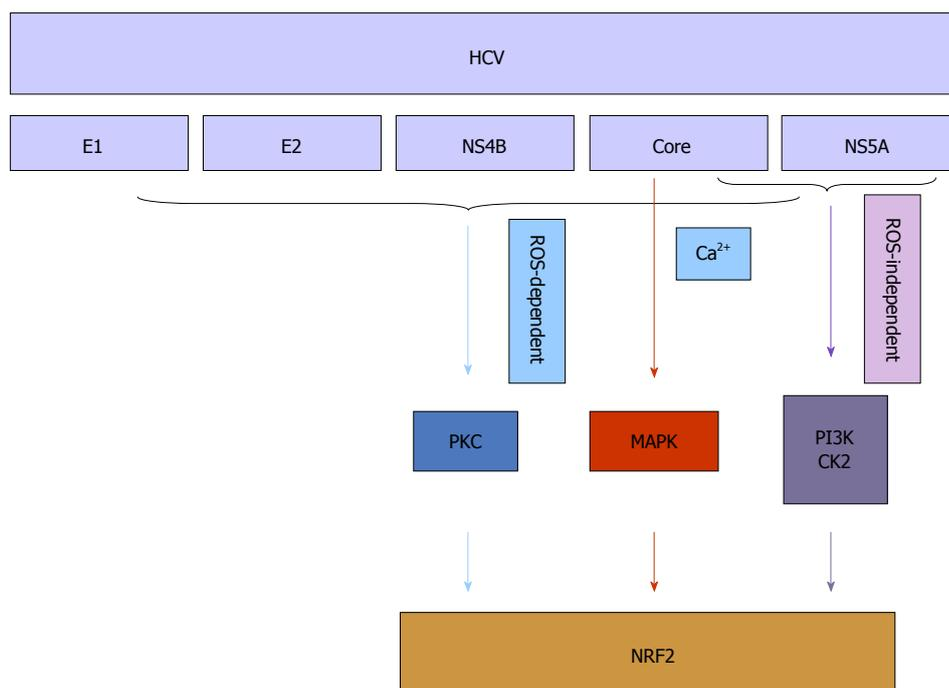 HCV
E1
E2
NS4B
Core
NS5A
ROS-dependent
Ca²⁺
ROS-independent
PKC
MAPK
PI3K
CK2
NRF2